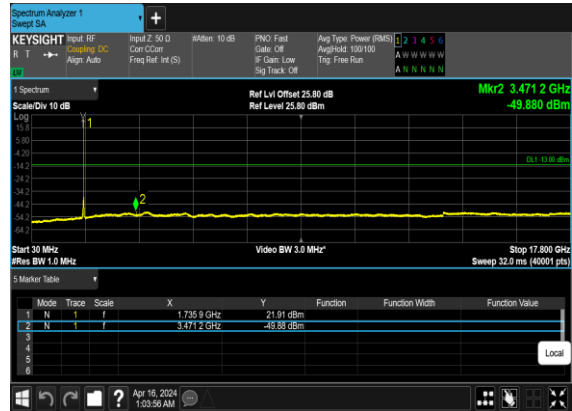 Spectrum Analyzer 1
Swept SA
+
KEYSIGHT Input: RF Input Z: 50 Ω #Atten: 10 dB PNO: Fast Avg Type: Power (RMS) 1 2 3 4 5 6
R T Coupling: DC Corr CCorr Gate: Off Avg|Hold: 100/100 A W W W W W
Align: Auto Freq Ref: Int (S) IF Gain: Low Trig: Free Run
LW Sig Track: Off A N N N N N
1 Spectrum Ref Lvl Offset 25.80 dB Mkr2 3.471 2 GHz
Scale/Div 10 dB Ref Level 25.80 dBm -49.880 dBm
Log
15.8
5.80
-4.20
-14.2
-24.2
-34.2
-44.2
-54.2
-64.2
1
DL1 -13.00 dBm
2
Start 30 MHz Video BW 3.0 MHz* Stop 17.800 GHz
#Res BW 1.0 MHz Sweep 32.0 ms (40001 pts)
5 Marker Table
Mode Trace Scale X Y Function Function Width Function Value
1 N 1 f 1.735 9 GHz 21.91 dBm
2 N 1 f 3.471 2 GHz -49.88 dBm
3
4
5
6
Local
? Apr 16, 2024
1:03:56 AM